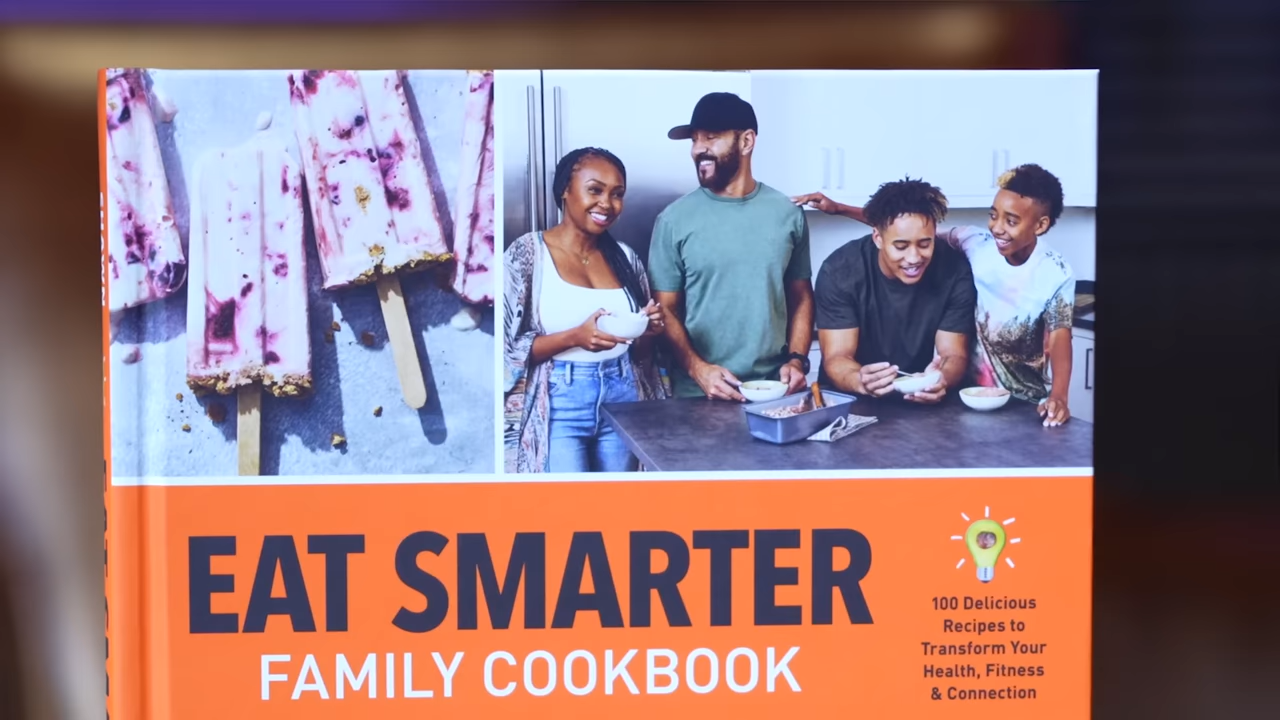 EAT SMARTER
FAMILY COOKBOOK
100 Delicious
Recipes to
Transform Your
Health, Fitness
& Connection